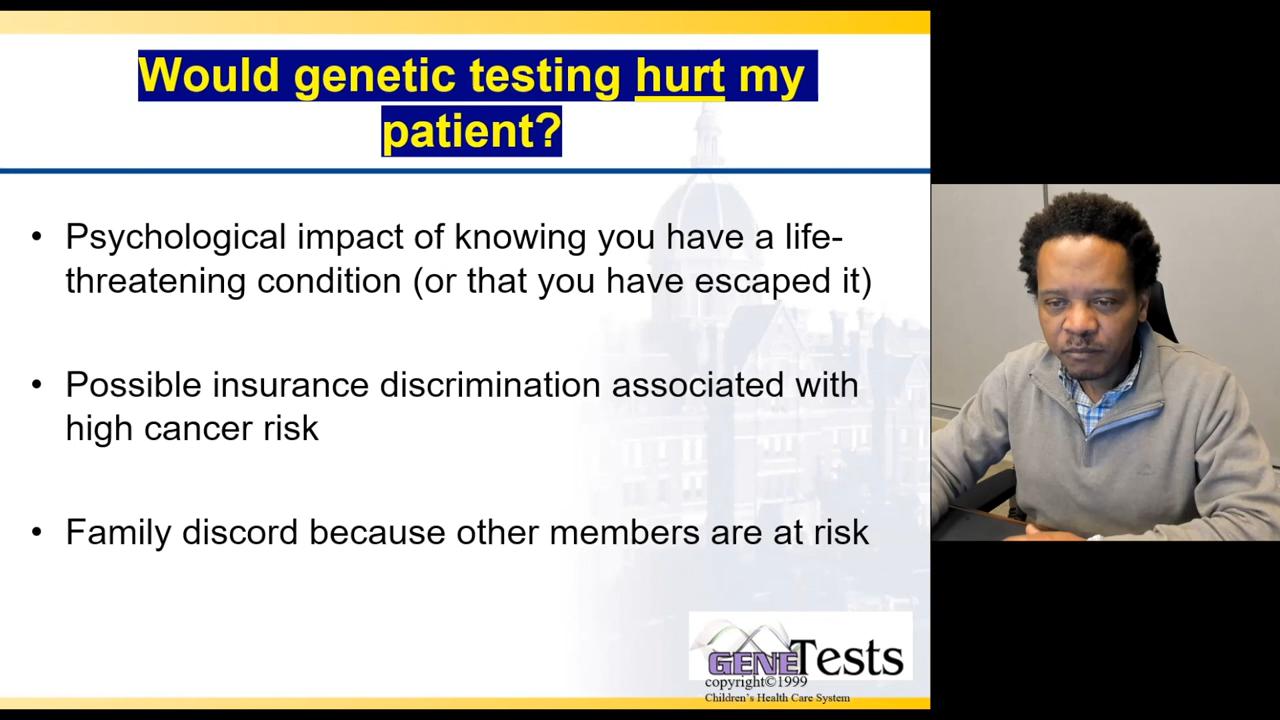 Would genetic testing hurt my
patient?
• Psychological impact of knowing you have a life-
threatening condition (or that you have escaped it)
• Possible insurance discrimination associated with
high cancer risk
• Family discord because other members are at risk
GENETests
copyright©1999
Children's Health Care System